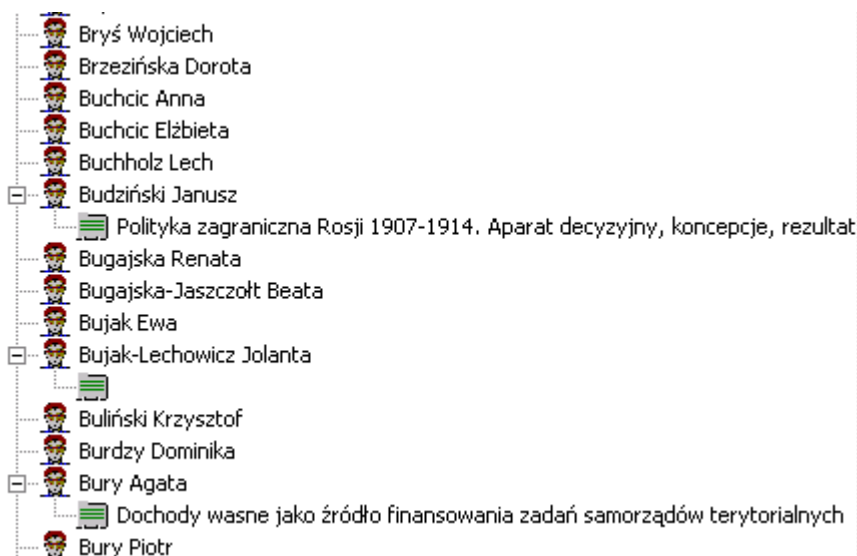 Bryś Wojciech
Brzezińska Dorota
Buchcic Anna
Buchcic Elżbieta
Buchholz Lech
Budziński Janusz
Polityka zagraniczna Rosji 1907-1914. Aparat decyzyjny, koncepcje, rezultat
Bugajska Renata
Bugajska-Jaszczołt Beata
Bujak Ewa
Bujak-Lechowicz Jolanta
Buliński Krzysztof
Burdzy Dominika
Bury Agata
Dochody wasne jako źródło finansowania zadań samorządów terytorialnych
Bury Piotr